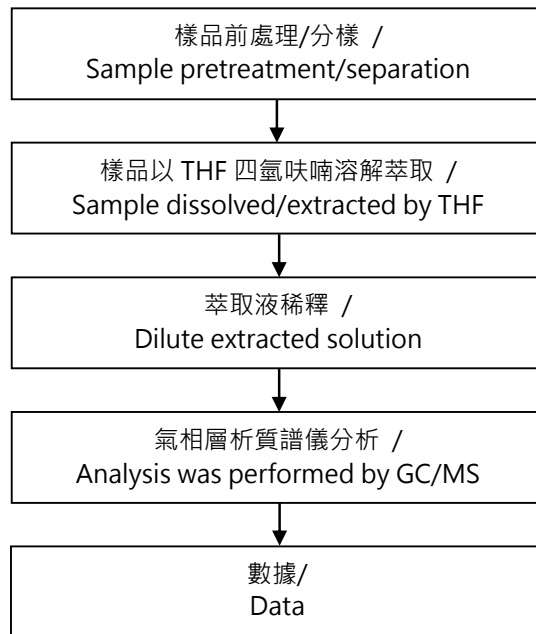 樣品前處理/分樣 /
Sample pretreatment/separation
樣品以 THF 四氫呋喃溶解萃取 /
Sample dissolved/extracted by THF
萃取液稀釋 /
Dilute extracted solution
氣相層析質譜儀分析 /
Analysis was performed by GC/MS
數據/
Data